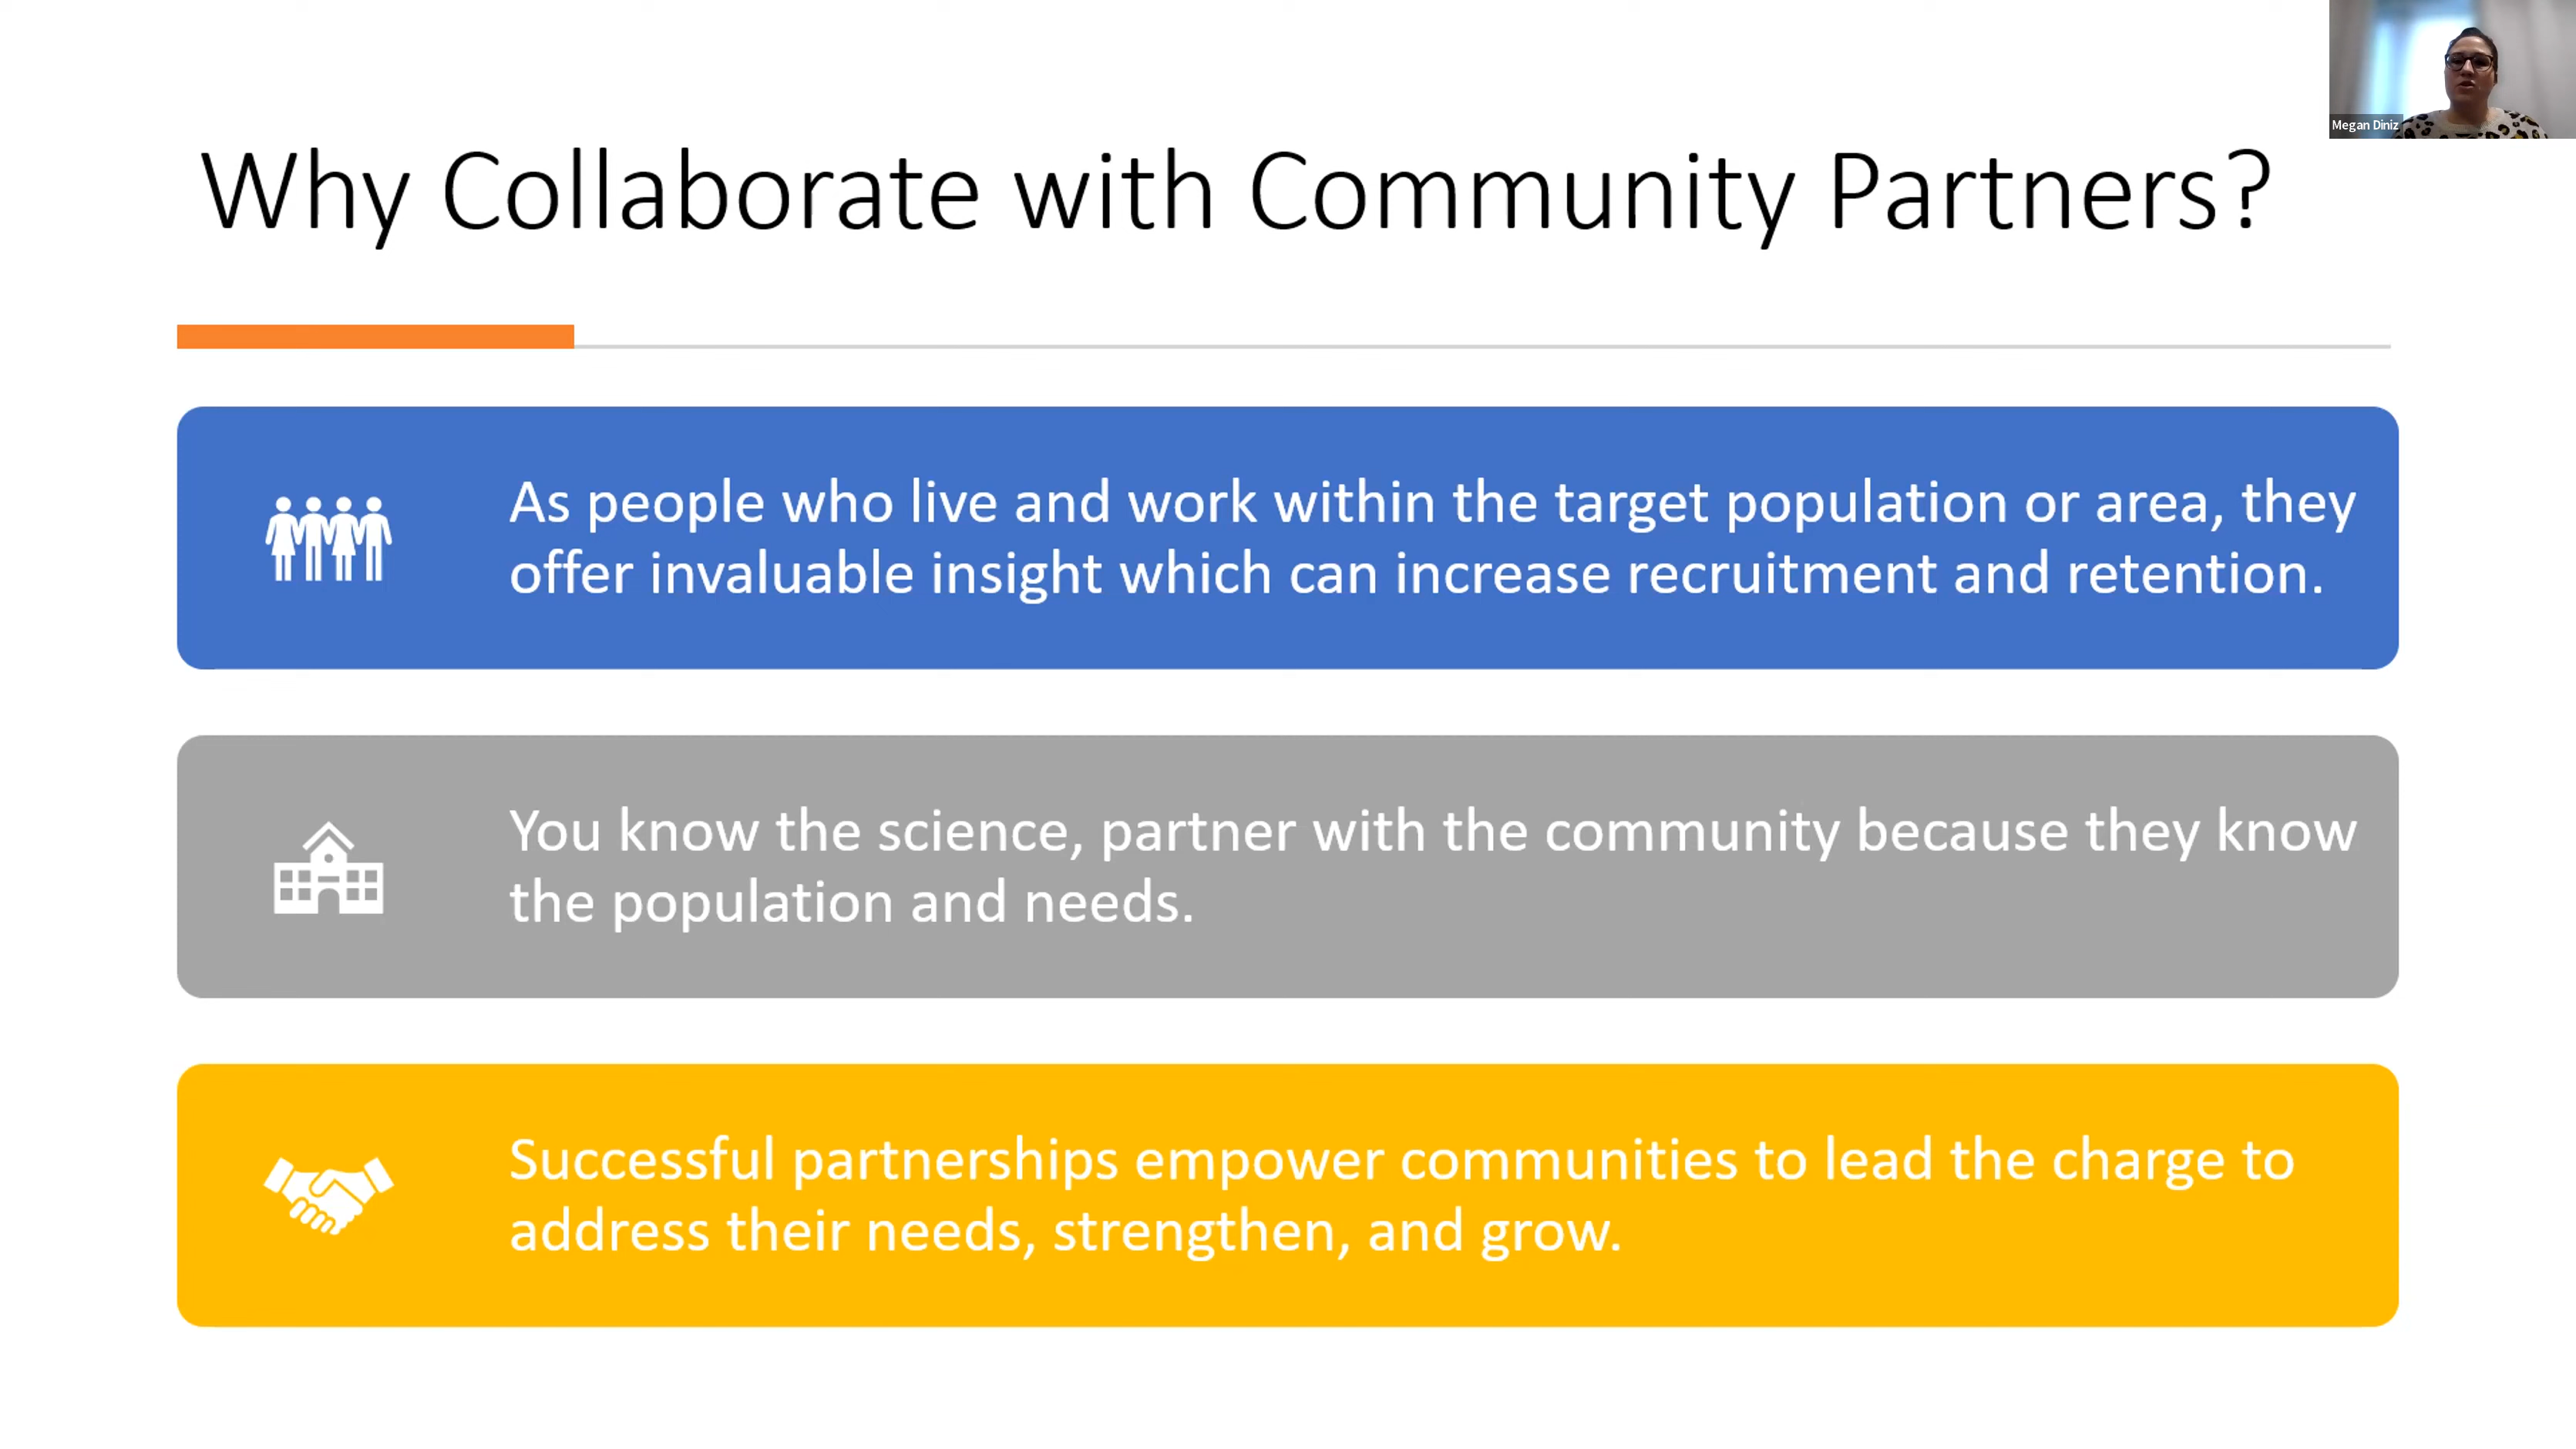 Megan Diniz
Why Collaborate with Community Partners?
As people who live and work within the target population or area, they
offer invaluable insight which can increase recruitment and retention.
You know the science, partner with the community because they know
the population and needs.
Successful partnerships empower communities to lead the charge to
address their needs, strengthen, and grow.